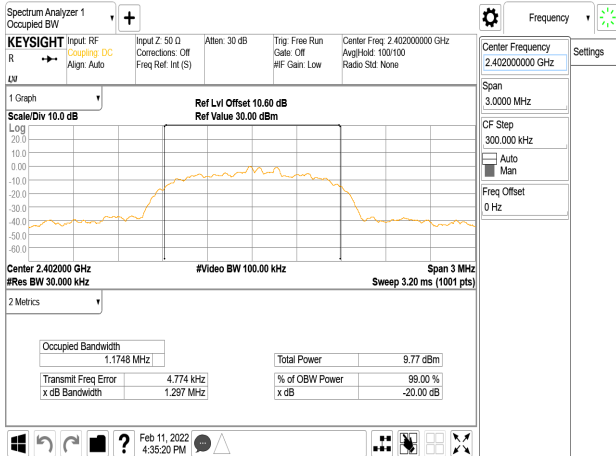 Spectrum Analyzer 1
Occupied BW
Frequency
KEYSIGHT
R
LXI
Input: RF
Coupling: DC
Align: Auto
Input Z: 50 Ω
Corrections: Off
Freq Ref: Int (S)
Atten: 30 dB
Trig: Free Run
Gate: Off
#IF Gain: Low
Center Freq: 2.402000000 GHz
Avg|Hold: 100/100
Radio Std: None
Center Frequency
2.402000000 GHz
Settings
Span
3.0000 MHz
CF Step
300.000 kHz
Auto
Man
Freq Offset
0 Hz
1 Graph
Scale/Div 10.0 dB
Ref Lvl Offset 10.60 dB
Ref Value 30.00 dBm
Log
20.0
10.0
0.00
-10.0
-20.0
-30.0
-40.0
-50.0
-60.0
Center 2.402000 GHz
#Res BW 30.000 kHz
#Video BW 100.00 kHz
Span 3 MHz
Sweep 3.20 ms (1001 pts)
2 Metrics
Occupied Bandwidth
1.1748 MHz
Total Power 9.77 dBm
Transmit Freq Error 4.774 kHz
% of OBW Power 99.00 %
x dB Bandwidth 1.297 MHz
x dB -20.00 dB
?
Feb 11, 2022
4:35:20 PM